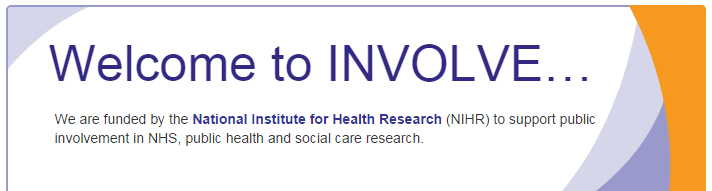 Welcome to INVOLVE...
We are funded by the National Institute for Health Research (NIHR) to support public
involvement in NHS, public health and social care research.